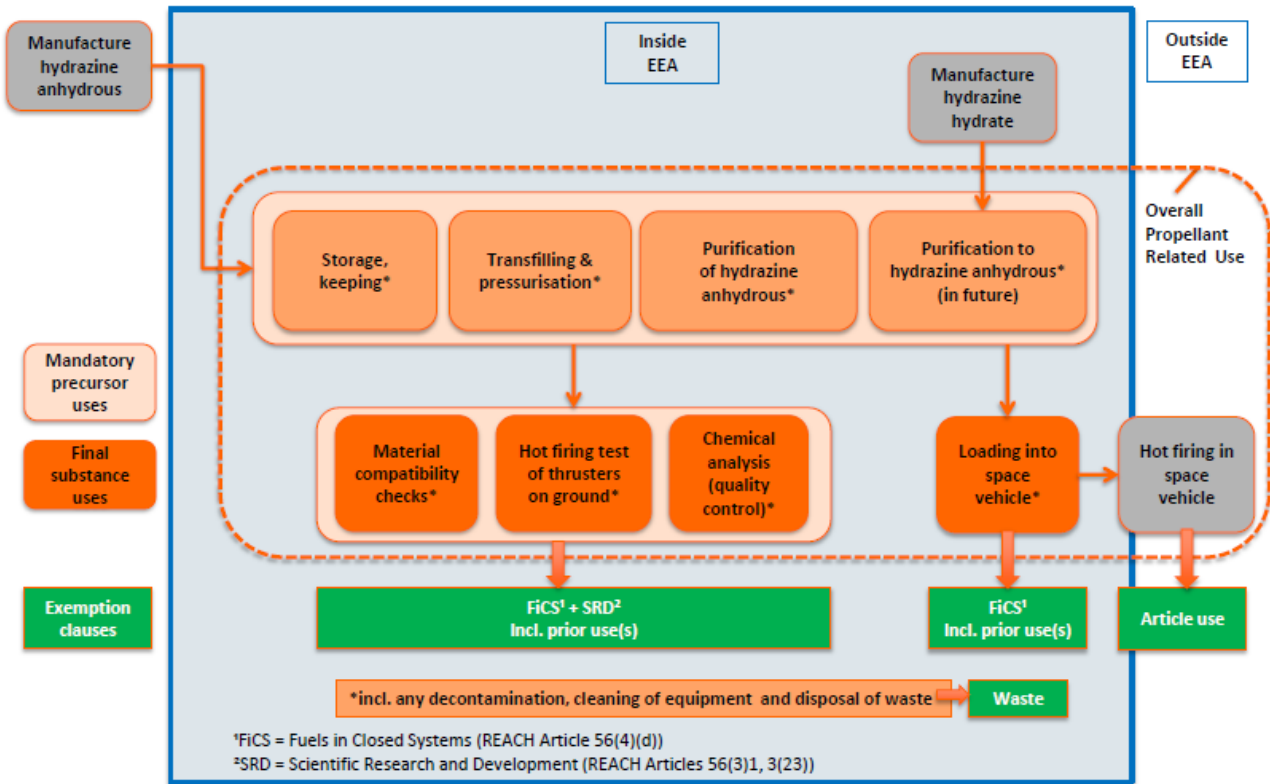 Manufacture
hydrazine
anhydrous
Inside
EEA
Outside
EEA
Manufacture
hydrazine
hydrate
Overall
Propellant
Related Use
Storage,
keeping*
Transfilling &
pressurisation*
Purification
of hydrazine
anhydrous*
Purification to
hydrazine anhydrous*
(in future)
Mandatory
precursor
uses
Final
substance
uses
Material
compatibility
checks*
Hot firing test
of thrusters
on ground*
Chemical
analysis
(quality
control)*
Loading into
space
vehicle*
Hot firing in
space
vehicle
Exemption
clauses
FiCS¹ + SRD²
Incl. prior use(s)
FiCS¹
Incl. prior use(s)
Article use
*incl. any decontamination, cleaning of equipment and disposal of waste
Waste
¹FiCS = Fuels in Closed Systems (REACH Article 56(4)(d))
²SRD = Scientific Research and Development (REACH Articles 56(3)1, 3(23))